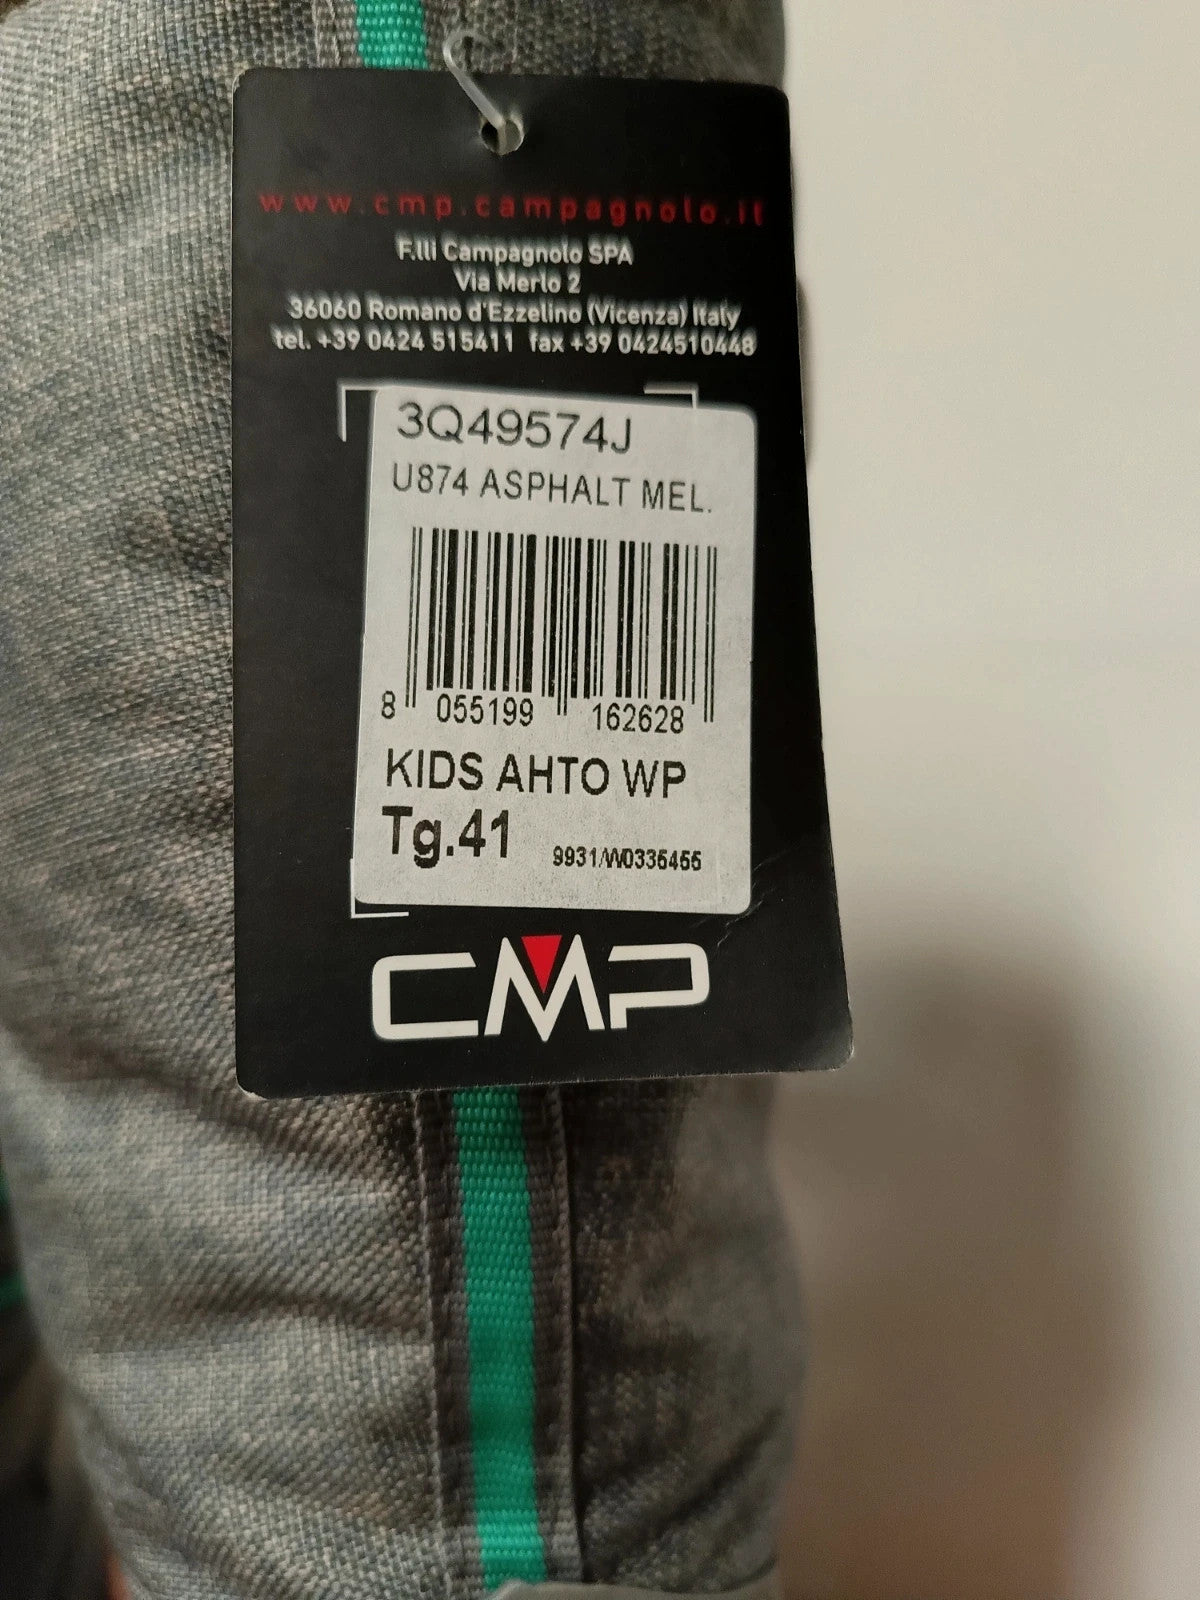 www.cmp.campagnolo.it
F.lli Campagnolo SPA
Via Merlo 2
36060 Romano d'Ezzelino (Vicenza) Italy
tel. +39 0424 515411 fax +39 0424510448
3Q49574J
U874 ASPHALT MEL.
8 055199 162628
KIDS AHTO WP
Tg.41 9931/W0335455
CMP